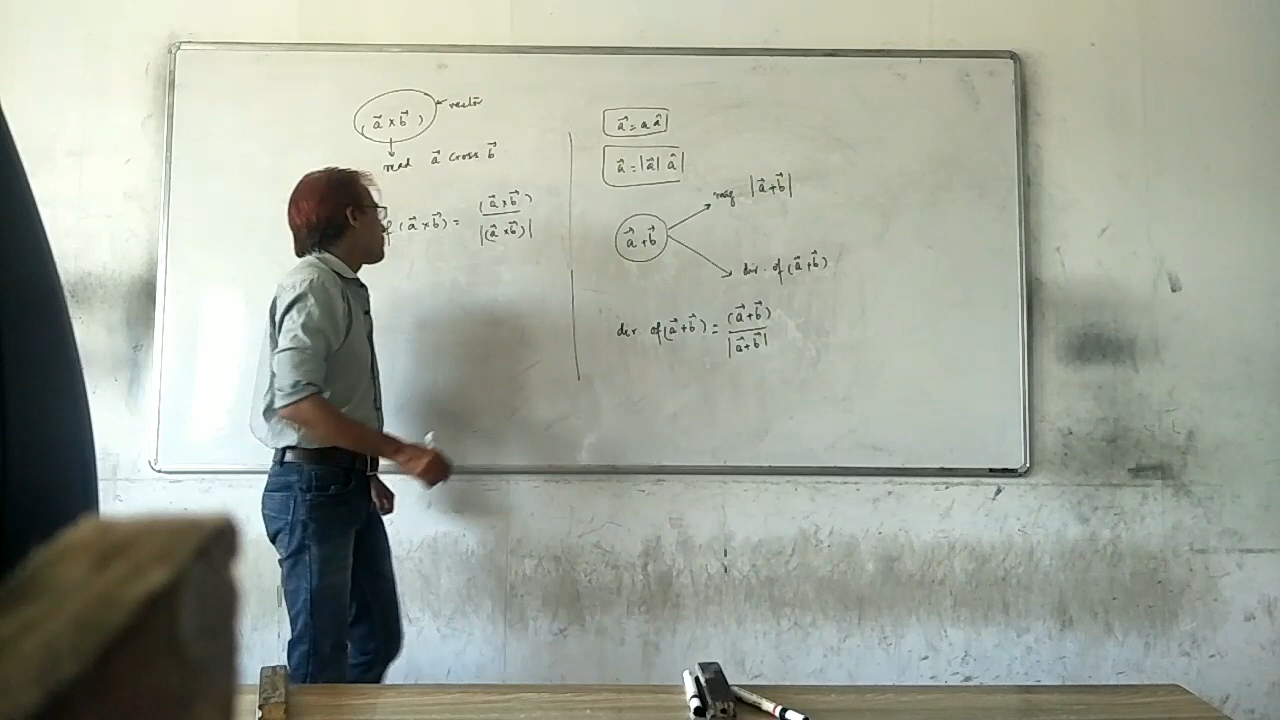 (a⃗ × b⃗) ← vector
read a⃗ cross b⃗
f (a⃗ × b⃗) = (a⃗ × b⃗) / |(a⃗ × b⃗)|
a⃗ = a â
a⃗ = |a⃗| â
mag |a⃗+b⃗|
a⃗ + b⃗
dir. of (a⃗+b⃗)
dir of (a⃗+b⃗) = (a⃗+b⃗) / |a⃗+b⃗|